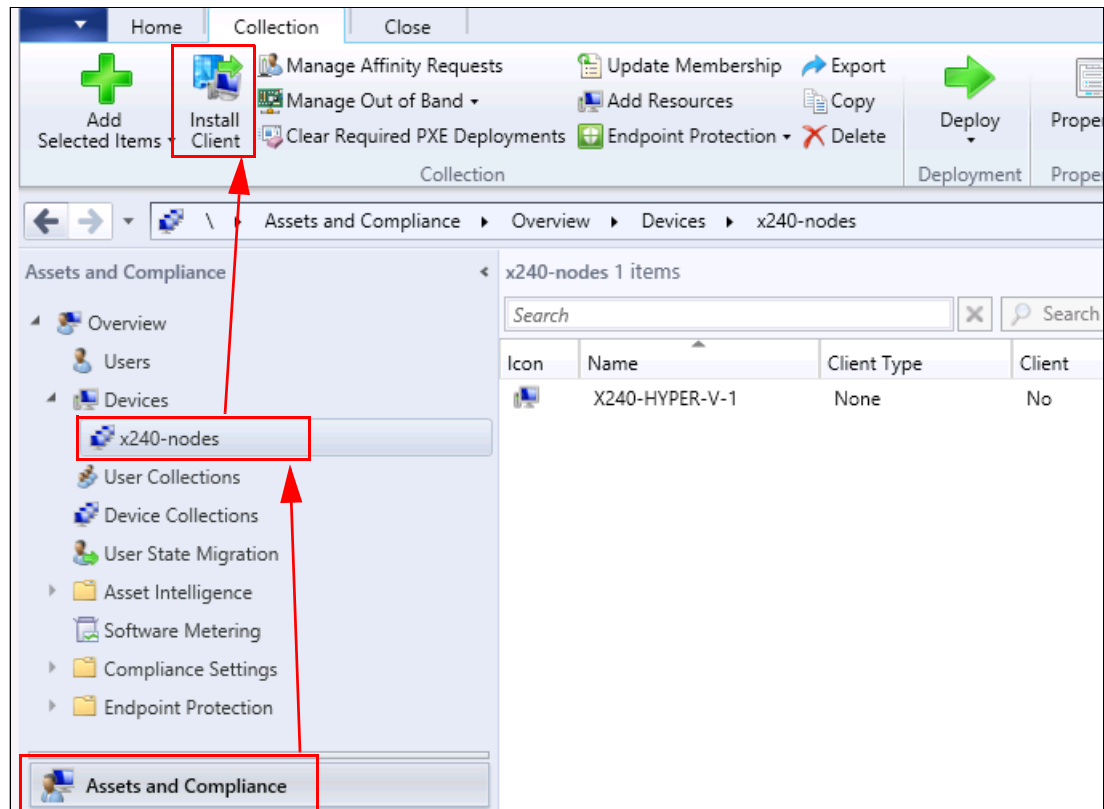 Home Collection Close
Add
Selected Items
Install
Client
Manage Affinity Requests
Manage Out of Band
Clear Required PXE Deployments
Update Membership
Add Resources
Endpoint Protection
Export
Copy
Delete
Collection
Deploy
Deployment
Proper
Proper
\ Assets and Compliance Overview Devices x240-nodes
Assets and Compliance
Overview
Users
Devices
x240-nodes
User Collections
Device Collections
User State Migration
Asset Intelligence
Software Metering
Compliance Settings
Endpoint Protection
Assets and Compliance
x240-nodes 1 items
Search
Search
Icon Name Client Type Client
X240-HYPER-V-1 None No